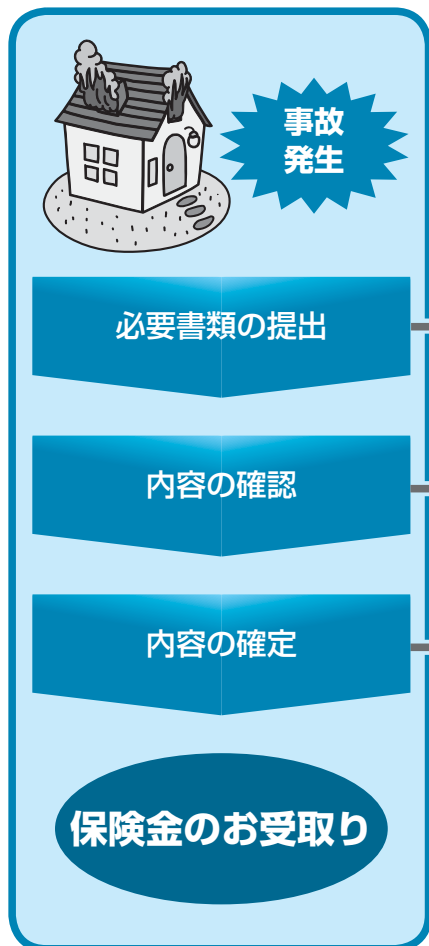 事故
発生
必要書類の提出
内容の確認
内容の確定
保険金のお受取り